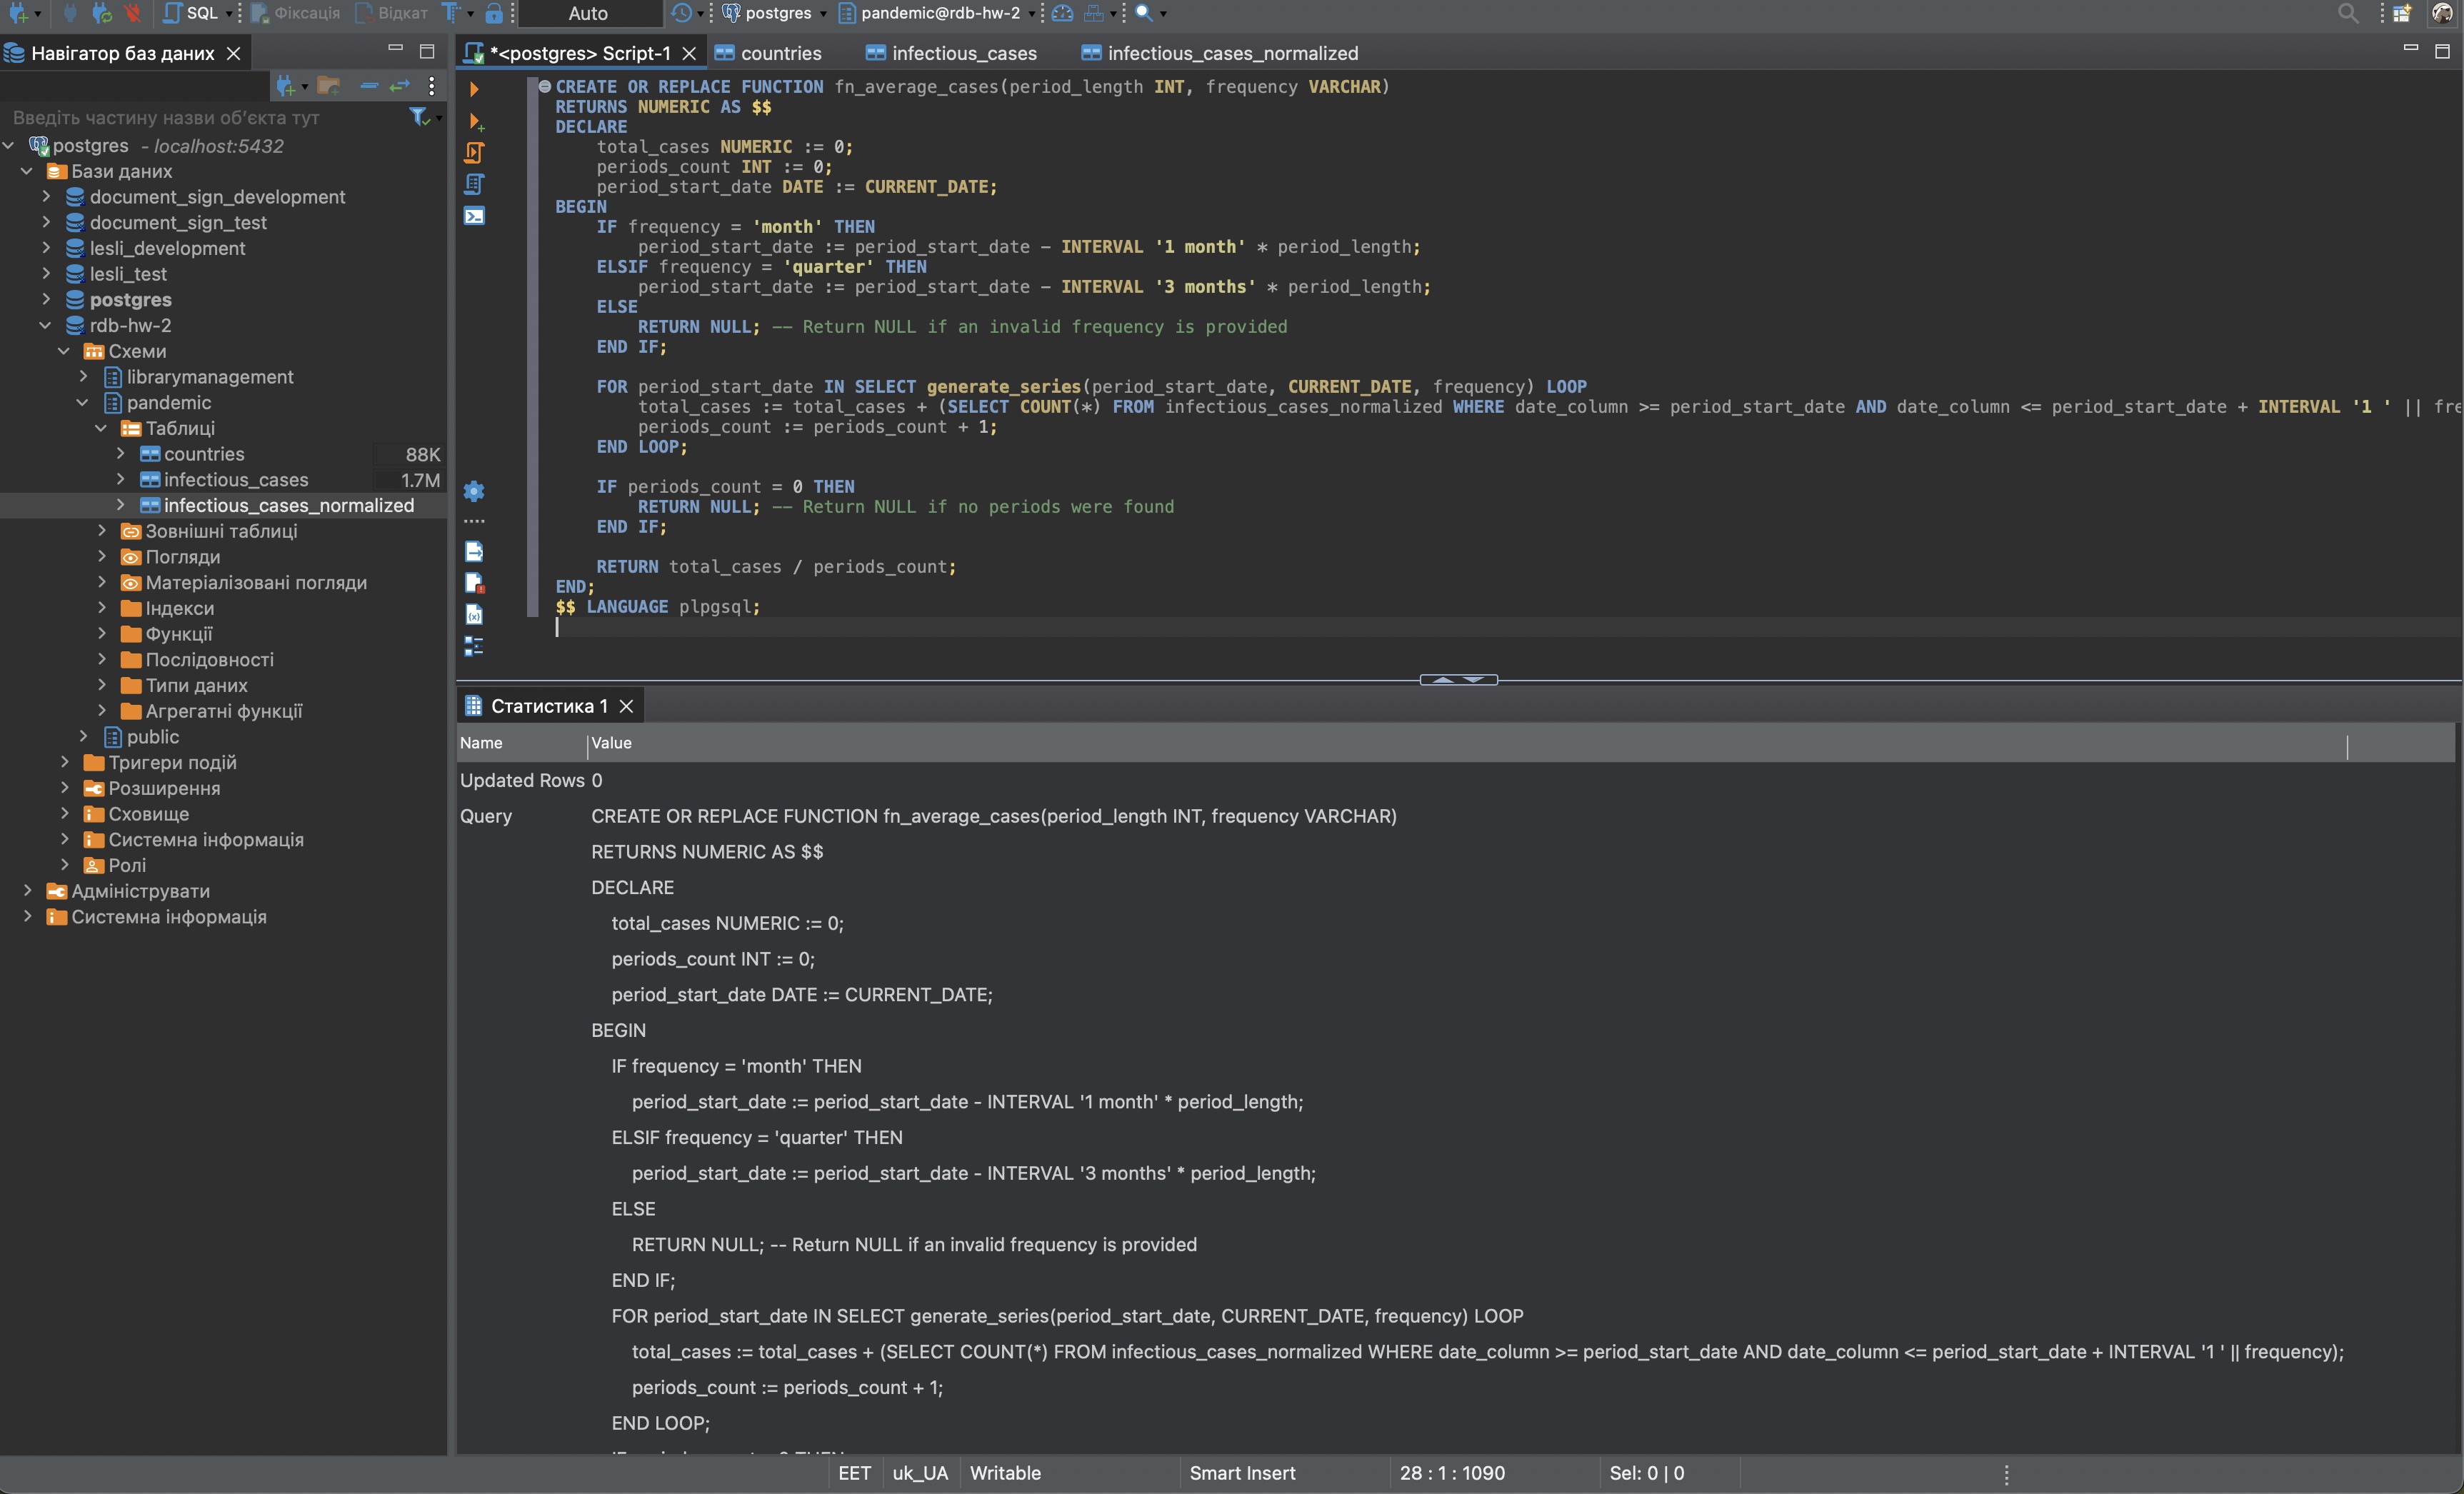 SQL
Фіксація
Відкат
Auto
postgres
pandemic@rdb-hw-2
Навігатор баз даних
Введіть частину назви об'єкта тут
postgres - localhost:5432
Бази даних
document_sign_development
document_sign_test
lesli_development
lesli_test
postgres
rdb-hw-2
Схеми
librarymanagement
pandemic
Таблиці
countries 88K
infectious_cases 1.7M
infectious_cases_normalized
Зовнішні таблиці
Погляди
Матеріалізовані погляди
Індекси
Функції
Послідовності
Типи даних
Агрегатні функції
public
Тригери подій
Розширення
Сховище
Системна інформація
Ролі
Адмініструвати
Системна інформація
*<postgres> Script-1
countries
infectious_cases
infectious_cases_normalized
CREATE OR REPLACE FUNCTION fn_average_cases(period_length INT, frequency VARCHAR)
RETURNS NUMERIC AS $$
DECLARE
total_cases NUMERIC := 0;
periods_count INT := 0;
period_start_date DATE := CURRENT_DATE;
BEGIN
IF frequency = 'month' THEN
period_start_date := period_start_date - INTERVAL '1 month' * period_length;
ELSIF frequency = 'quarter' THEN
period_start_date := period_start_date - INTERVAL '3 months' * period_length;
ELSE
RETURN NULL; -- Return NULL if an invalid frequency is provided
END IF;
FOR period_start_date IN SELECT generate_series(period_start_date, CURRENT_DATE, frequency) LOOP
total_cases := total_cases + (SELECT COUNT(*) FROM infectious_cases_normalized WHERE date_column >= period_start_date AND date_column <= period_start_date + INTERVAL '1 ' || fre
periods_count := periods_count + 1;
END LOOP;
IF periods_count = 0 THEN
RETURN NULL; -- Return NULL if no periods were found
END IF;
RETURN total_cases / periods_count;
END;
$$ LANGUAGE plpgsql;
Статистика 1
Name Value
Updated Rows 0
Query CREATE OR REPLACE FUNCTION fn_average_cases(period_length INT, frequency VARCHAR)
RETURNS NUMERIC AS $$
DECLARE
total_cases NUMERIC := 0;
periods_count INT := 0;
period_start_date DATE := CURRENT_DATE;
BEGIN
IF frequency = 'month' THEN
period_start_date := period_start_date - INTERVAL '1 month' * period_length;
ELSIF frequency = 'quarter' THEN
period_start_date := period_start_date - INTERVAL '3 months' * period_length;
ELSE
RETURN NULL; -- Return NULL if an invalid frequency is provided
END IF;
FOR period_start_date IN SELECT generate_series(period_start_date, CURRENT_DATE, frequency) LOOP
total_cases := total_cases + (SELECT COUNT(*) FROM infectious_cases_normalized WHERE date_column >= period_start_date AND date_column <= period_start_date + INTERVAL '1 ' || frequency);
periods_count := periods_count + 1;
END LOOP;
EET
uk_UA
Writable
Smart Insert
28 : 1 : 1090
Sel: 0 | 0